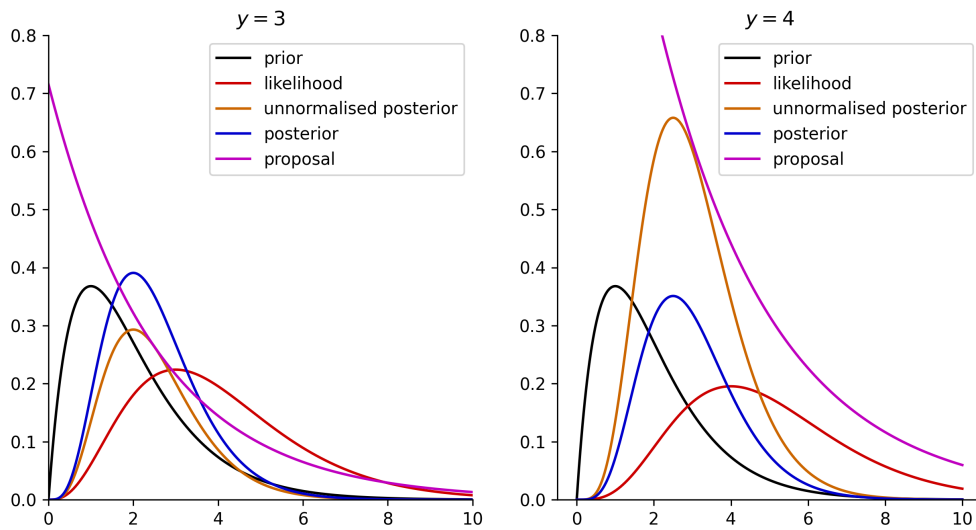 y = 3
0.8
0.7
0.6
0.5
0.4
0.3
0.2
0.1
0.0
0 2 4 6 8 10
prior
likelihood
unnormalised posterior
posterior
proposal
y = 4
0.8
0.7
0.6
0.5
0.4
0.3
0.2
0.1
0.0
0 2 4 6 8 10
prior
likelihood
unnormalised posterior
posterior
proposal